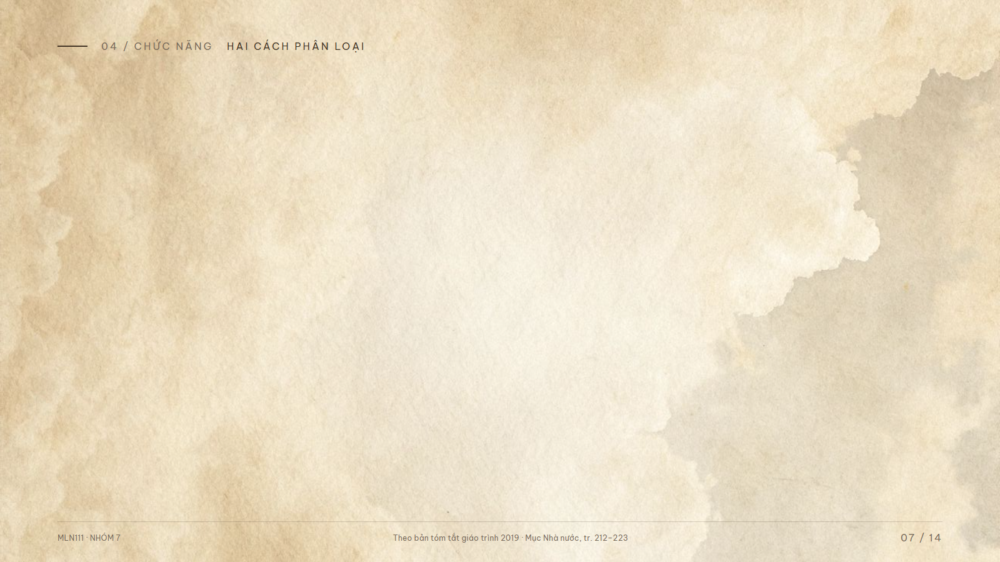 04 / CHỨC NĂNG HAI CÁCH PHÂN LOẠI
MLN111 · NHÓM 7
Theo bản tóm tắt giáo trình 2019 · Mục Nhà nước, tr. 212–223
07 / 14